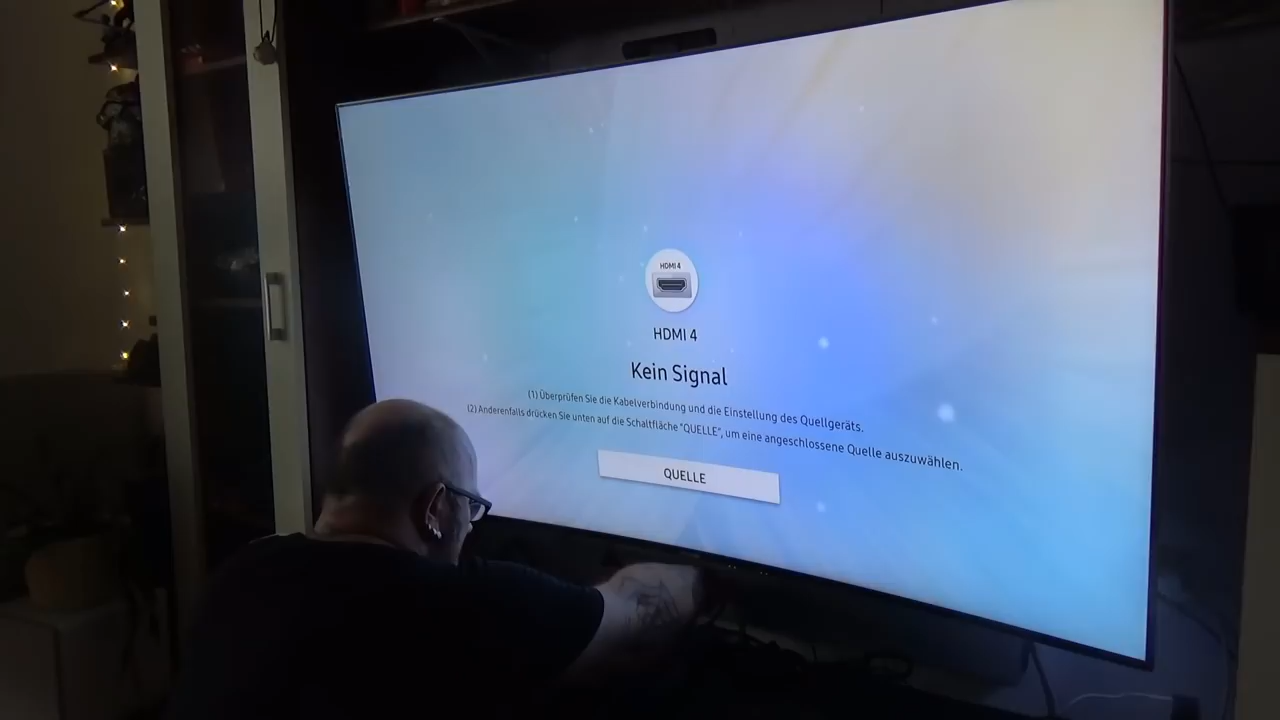 HDMI 4
HDMI 4
Kein Signal
(1) Überprüfen Sie die Kabelverbindung und die Einstellung des Quellgeräts.
(2) Anderenfalls drücken Sie unten auf die Schaltfläche "QUELLE", um eine angeschlossene Quelle auszuwählen.
QUELLE